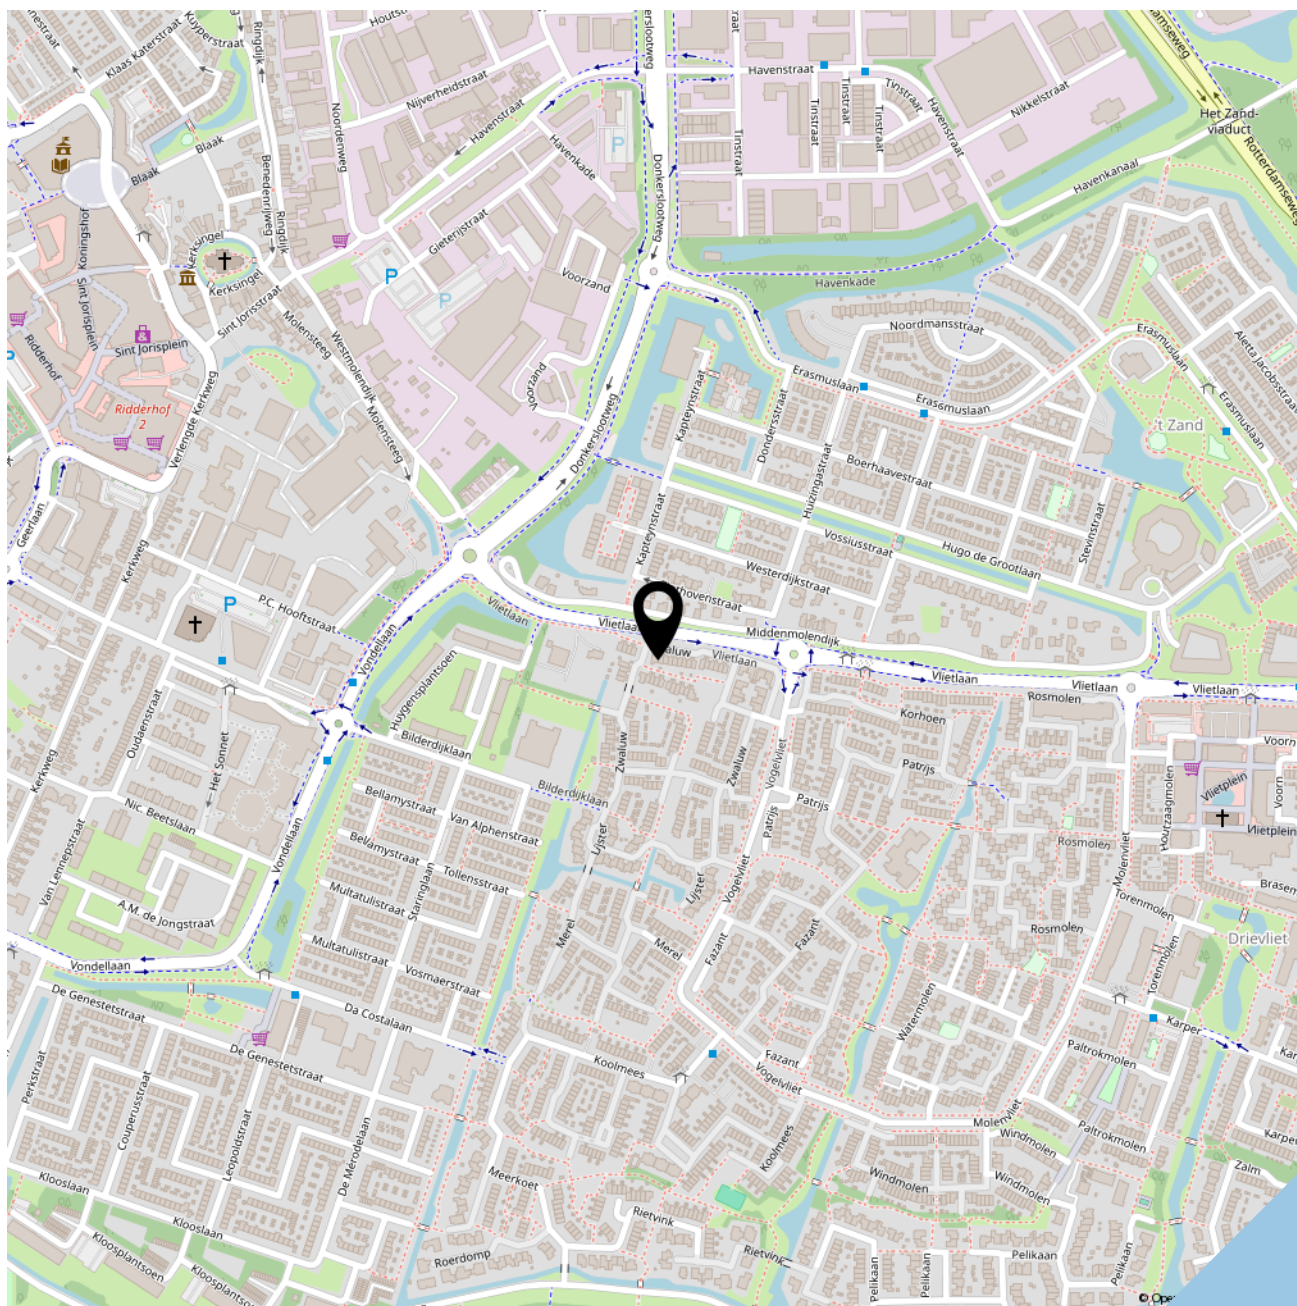 Klaas Katerstraat
Kuyperstraat
Ringdijk
Noordenweg
Nijverheidstraat
Havenstraat
Donkerslootweg
Tinstraat
Havenstraat
Tinstraat
Tinstraat
Tinstraat
Tinstraat
Havenstraat
Nikkelstraat
Het Zand-
viaduct
Rotterdamseweg
Havenkanaal
Blaak
Blaak
Benedenrijweg
Ringdijk
Havenkade
P
Donkerslootweg
Koningshof
Kerksingel
Kerksingel
Gieterijstraat
P
P
Voorzand
Havenkade
Sint Jorisplein
Sint Jorisstraat
Molensteeg
Westmolendijk
Noordmansstraat
Erasmuslaan
Aletta Jacobsstraat
Ridderhof
Sint Jorisplein
Ridderhof
2
Verlengde Kerkweg
Molensteeg
Voorzand
Donkerslootweg
Kapteynstraat
Dondersstraat
Erasmuslaan
Erasmuslaan
Erasmuslaan
't Zand
Boerhaavestraat
Huizingastraat
Geerlaan
Kerkweg
Kapteynstraat
Vossiusstraat
Hugo de Grootlaan
Stevinstraat
Westerdijkstraat
P
P.C. Hooftstraat
Vondellaan
Vlietlaan
Vlietlaan
Middenmolendijk
Vlietlaan
Vlietlaan
Vlietlaan
Vlietlaan
Rosmolen
Huygensplantsoen
Oudaenstraat
Het Sonnet
Kerkweg
Bilderdijklaan
Bilderdijklaan
Zwaluw
Zwaluw
Vogelvliet
Korhoen
Patrijs
Patrijs
Patrijs
Voorn
Voorn
Vlietplein
Vlietplein
Houtzaagmolen
Molenvliet
Rosmolen
Nic. Beetslaan
Vondellaan
Bellamystraat
Bellamystraat
Van Alphenstraat
Tollensstraat
Staringlaan
Multatulistraat
Multatulistraat
Vosmaerstraat
Lijster
Lijster
Vogelvliet
Merel
Merel
Fazant
Fazant
Fazant
Rosmolen
Torenmolen
Torenmolen
Drievliet
Van Lennepstraat
A.M. de Jongstraat
Vondellaan
De Genestetstraat
De Genestetstraat
Da Costalaan
Watermolen
Karper
Paltrokmolen
Paltrokmolen
Koolmees
Koolmees
Vogelvliet
Molenvliet
Windmolen
Windmolen
Windmolen
Perkstraat
Couperusstraat
Leopoldstraat
De Merodelaan
Klooslaan
Klooslaan
Kloosplantsoen
Kloosplantsoen
Meerkoet
Roerdomp
Rietvink
Rietvink
Pelikaan
Pelikaan
Pelikaan
Pelikaan
Zalm